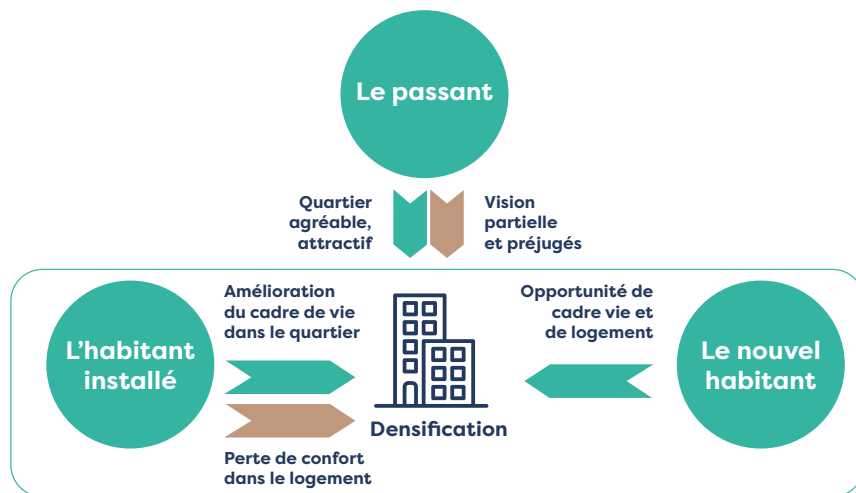 Le passant
Quartier
agréable,
attractif
Vision
partielle
et préjugés
L'habitant
installé
Amélioration
du cadre de vie
dans le quartier
Perte de confort
dans le logement
Densification
Opportunité de
cadre vie et
de logement
Le nouvel
habitant